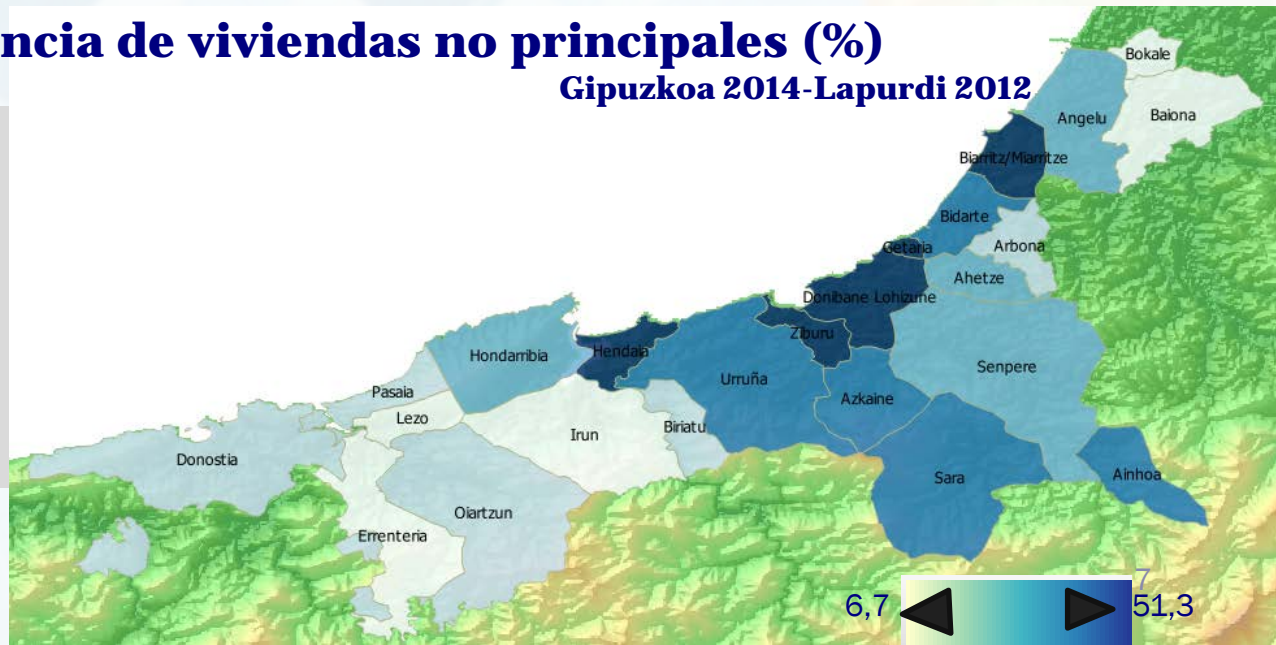 ncia de viviendas no principales (%)
Gipuzkoa 2014-Lapurdi 2012
Bokale
Angelu
Baiona
Biarritz/Miarritze
Bidarte
Getaria
Arbona
Ahetze
Donibane Lohizune
Ziburu
Hondarribia
Hendaia
Senpere
Urruña
Pasaia
Azkaine
Lezo
Irun
Biriatu
Donostia
Sara
Ainhoa
Oiartzun
Errenteria
7
6,7
51,3